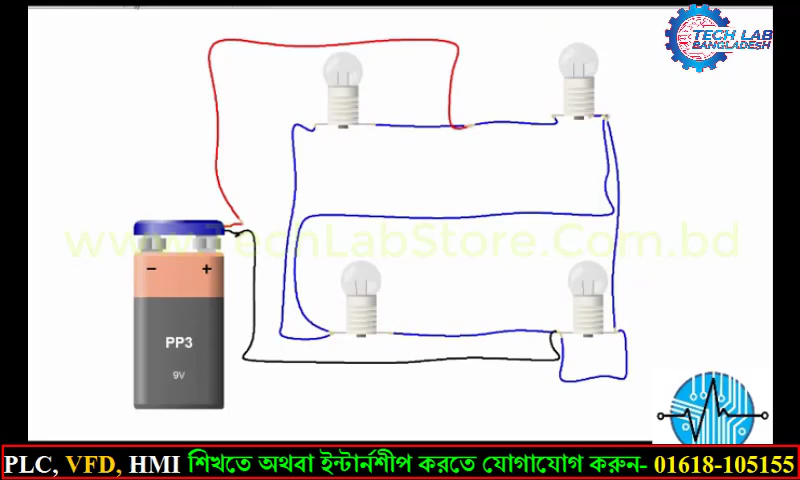 TECH LAB
BANGLADESH
www.TechLabStore.Com.bd
− +
PP3
9V
PLC, VFD, HMI শিখতে অথবা ইন্টার্নশীপ করতে যোগাযোগ করুন- 01618-105155